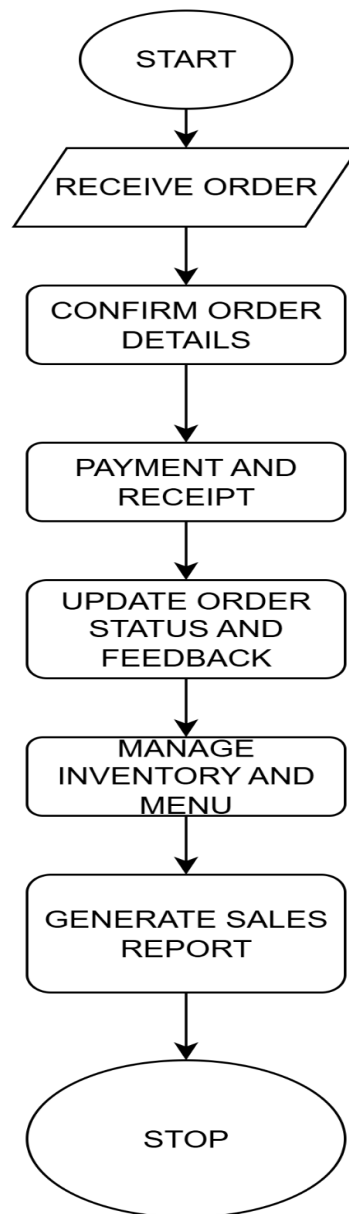 START
RECEIVE ORDER
CONFIRM ORDER
DETAILS
PAYMENT AND
RECEIPT
UPDATE ORDER
STATUS AND
FEEDBACK
MANAGE
INVENTORY AND
MENU
GENERATE SALES
REPORT
STOP